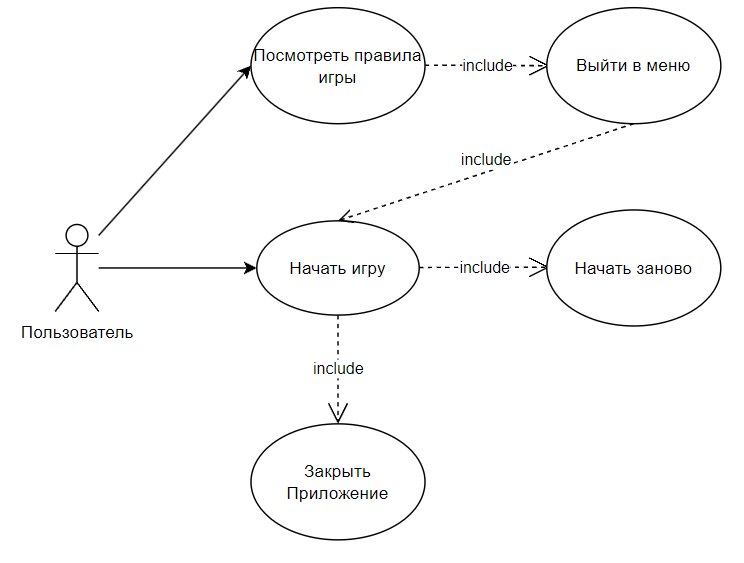 Посмотреть правила
игры
include
Выйти в меню
include
Начать игру
include
Начать заново
Пользователь
include
Закрыть
Приложение